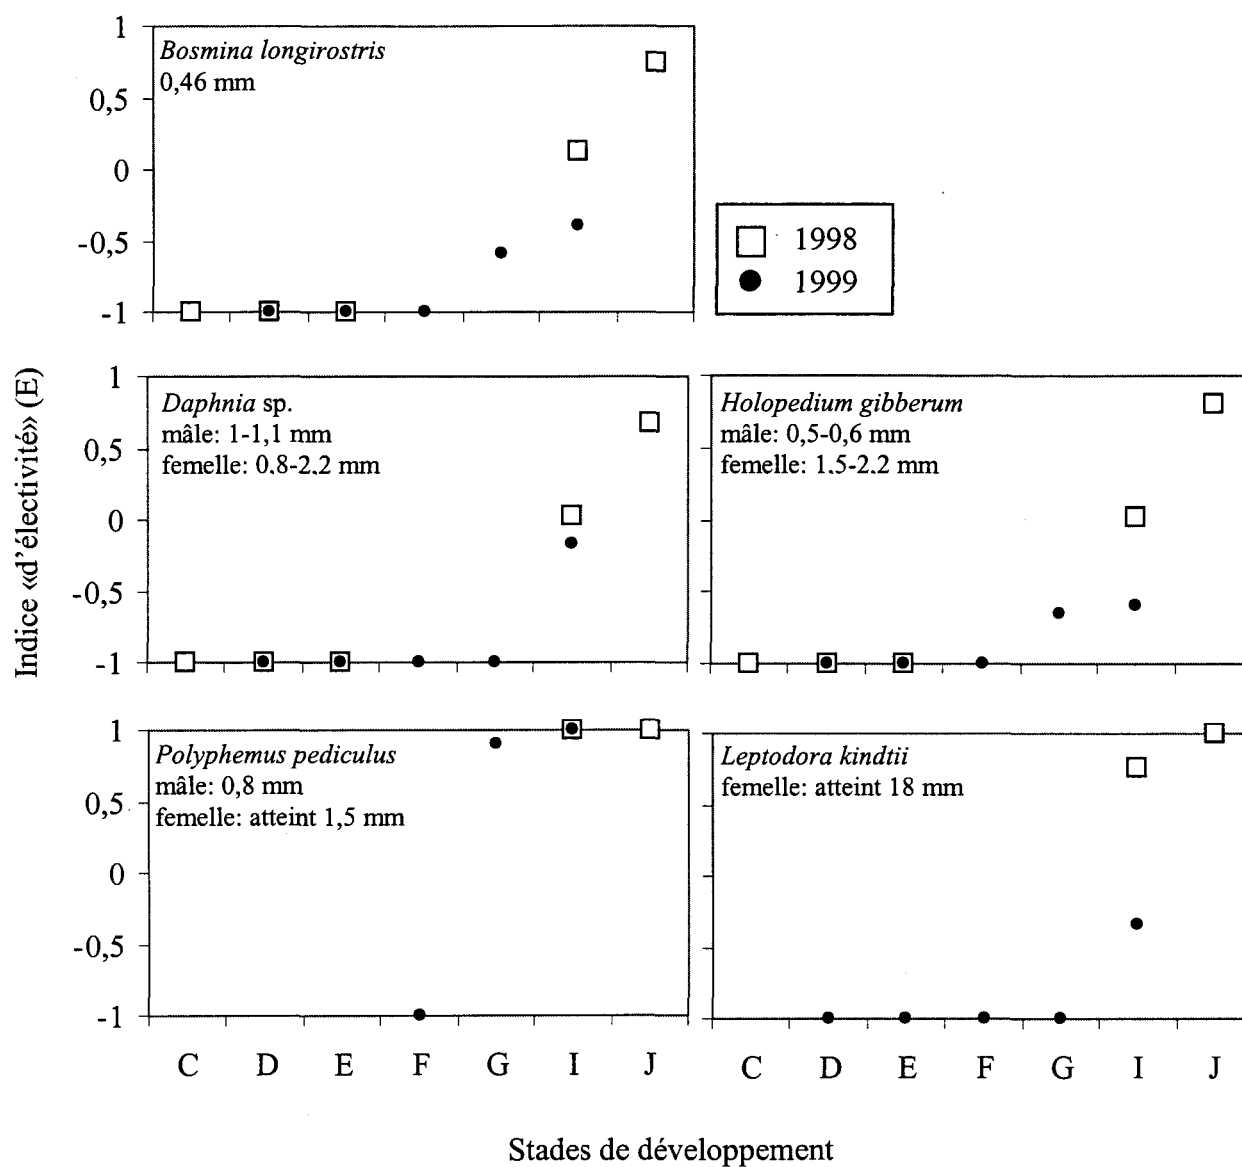 1
0,5
0
-0,5
-1
Bosmina longirostris
0,46 mm
1998
1999
Indice «d'électivité» (E)
1
0,5
0
-0,5
-1
Daphnia sp.
mâle: 1-1,1 mm
femelle: 0,8-2,2 mm
Holopedium gibberum
mâle: 0,5-0,6 mm
femelle: 1,5-2,2 mm
1
0,5
0
-0,5
-1
Polyphemus pediculus
mâle: 0,8 mm
femelle: atteint 1,5 mm
Leptodora kindtii
femelle: atteint 18 mm
C D E F G I J
C D E F G I J
Stades de développement